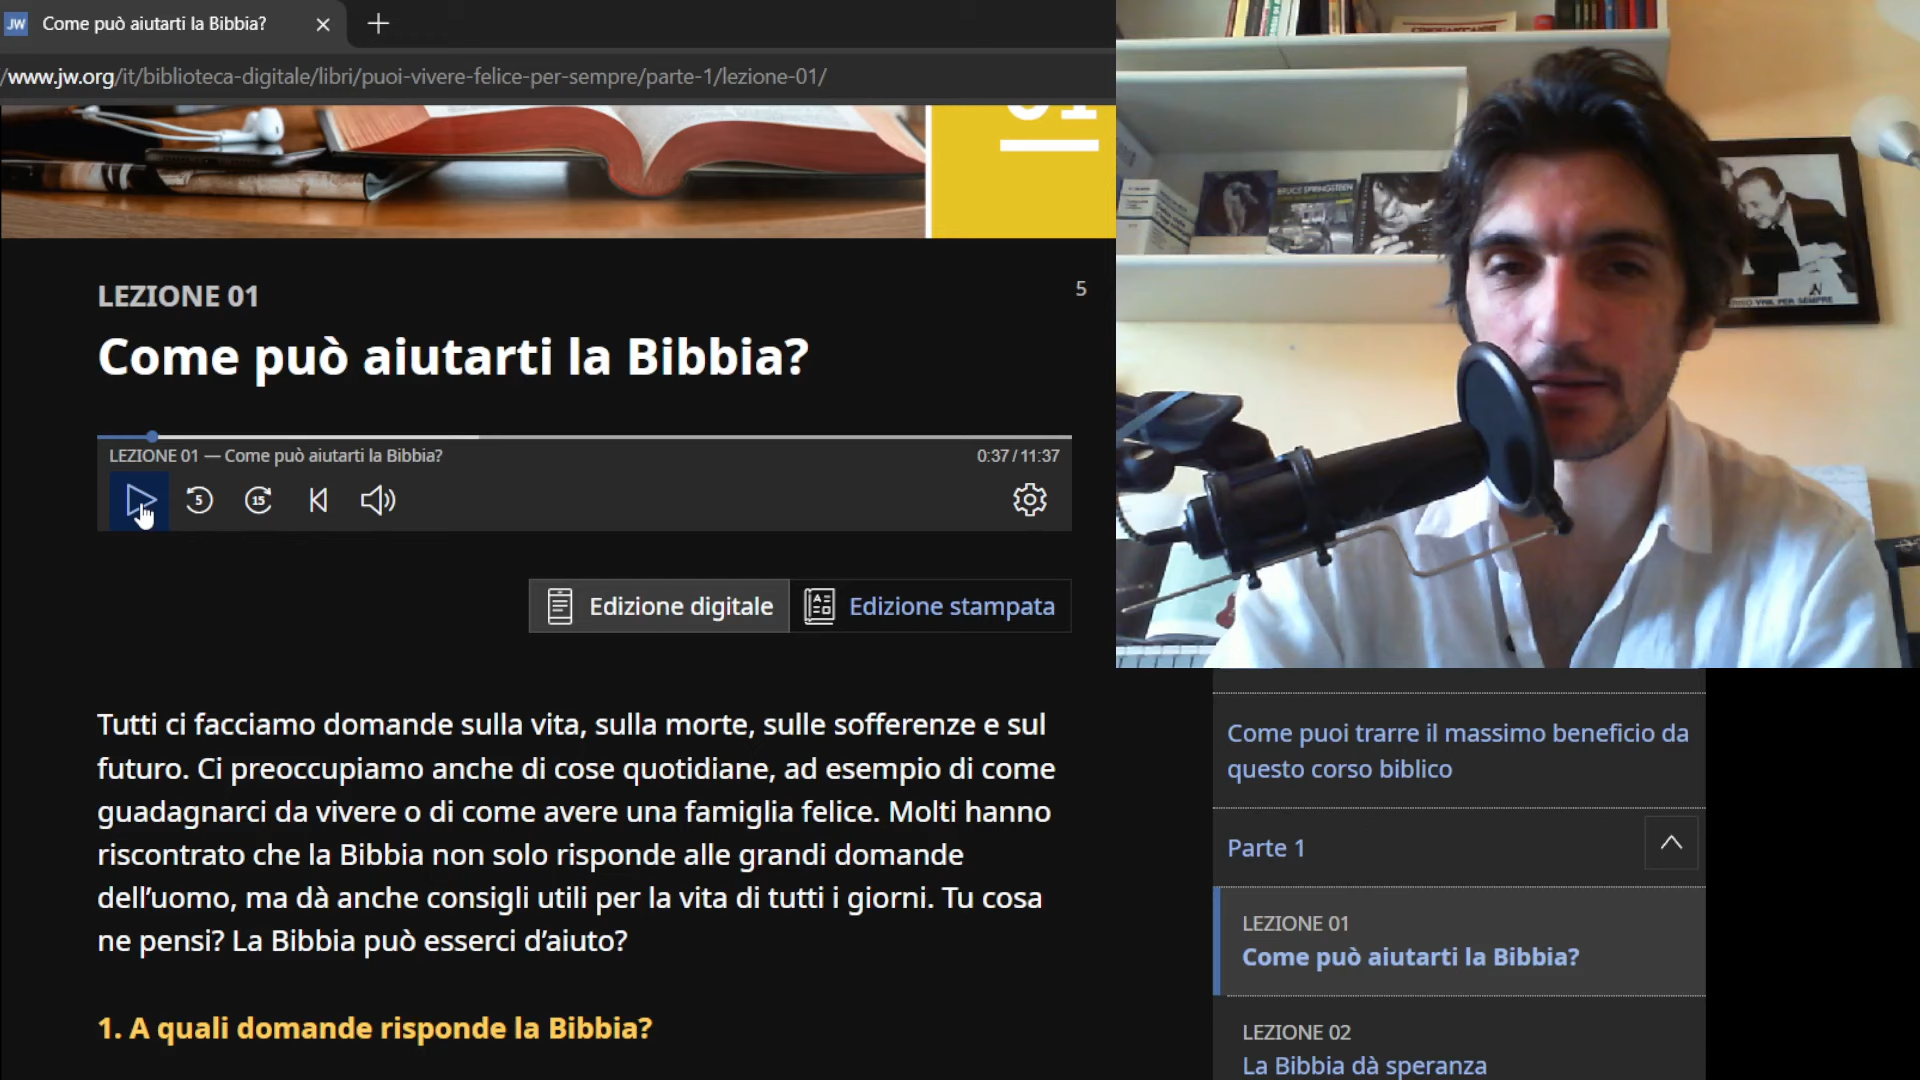 JW Come può aiutarti la Bibbia?
/www.jw.org/it/biblioteca-digitale/libri/puoi-vivere-felice-per-sempre/parte-1/lezione-01/
01
BRUCE SPRINGSTEEN
LEZIONE 01
5
Come può aiutarti la Bibbia?
LEZIONE 01 — Come può aiutarti la Bibbia?
0:37 / 11:37
5
15
Edizione digitale
Edizione stampata
Tutti ci facciamo domande sulla vita, sulla morte, sulle sofferenze e sul
futuro. Ci preoccupiamo anche di cose quotidiane, ad esempio di come
guadagnarci da vivere o di come avere una famiglia felice. Molti hanno
riscontrato che la Bibbia non solo risponde alle grandi domande
dell’uomo, ma dà anche consigli utili per la vita di tutti i giorni. Tu cosa
ne pensi? La Bibbia può esserci d’aiuto?
1. A quali domande risponde la Bibbia?
Come puoi trarre il massimo beneficio da
questo corso biblico
Parte 1
LEZIONE 01
Come può aiutarti la Bibbia?
LEZIONE 02
La Bibbia dà speranza